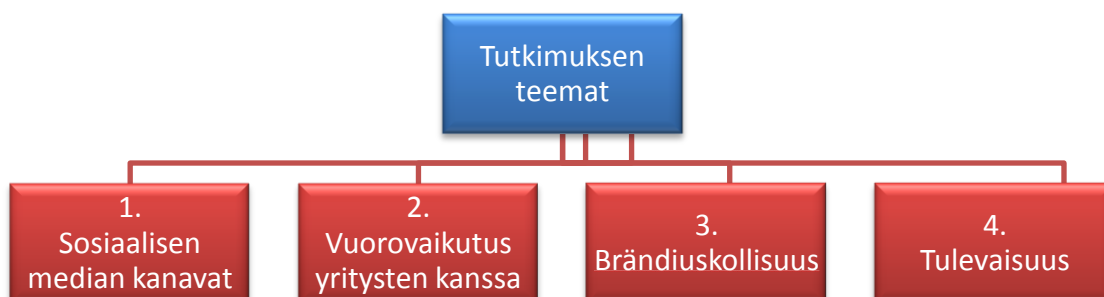 Tutkimuksen
teemat
1.
Sosiaalisen
median kanavat
2.
Vuorovaikutus
yritysten kanssa
3.
Brändiuskollisuus
4.
Tulevaisuus